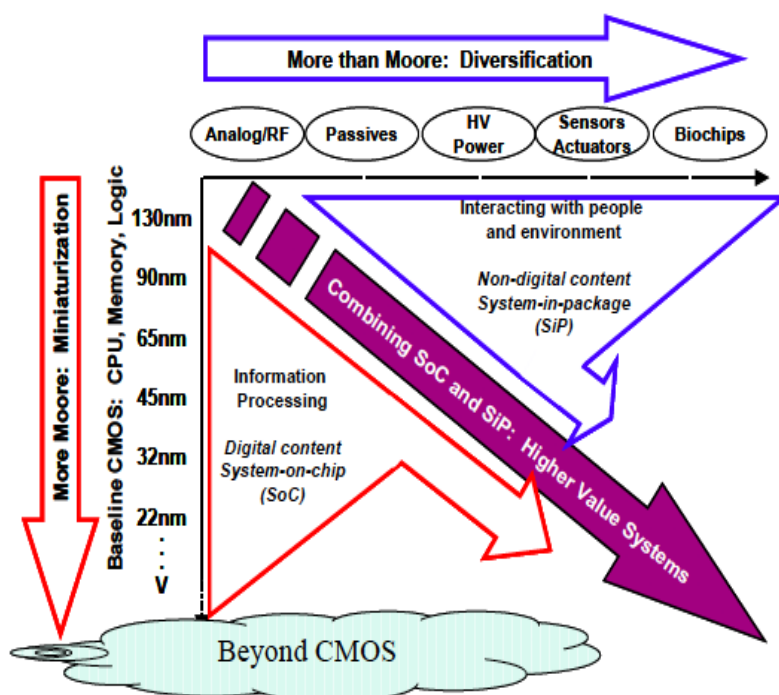 More than Moore: Diversification
Analog/RF
Passives
HV
Power
Sensors
Actuators
Biochips
More Moore: Miniaturization
Baseline CMOS: CPU, Memory, Logic
130nm
90nm
65nm
45nm
32nm
22nm
.
.
.
.
V
Interacting with people
and environment
Non-digital content
System-in-package
(SiP)
Combining SoC and SiP: Higher Value Systems
Information
Processing
Digital content
System-on-chip
(SoC)
Beyond CMOS